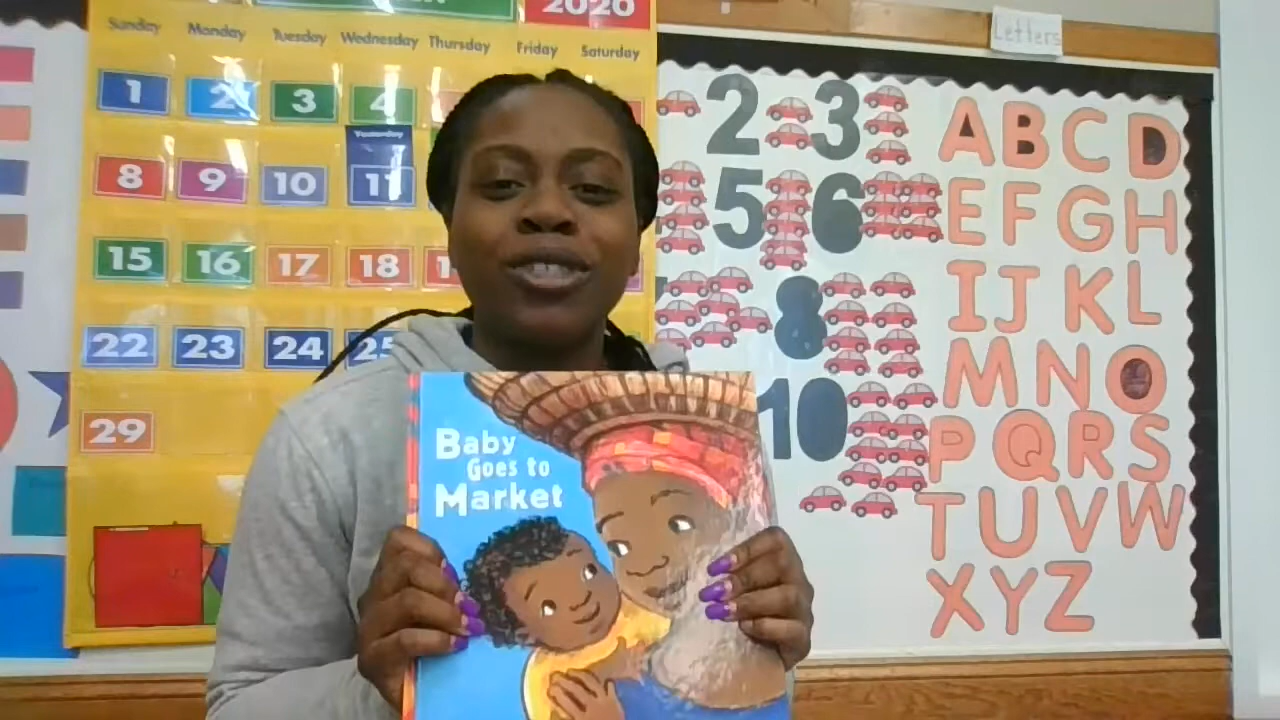 2020
Sunday Monday Tuesday Wednesday Thursday Friday Saturday
1 2 3 4
Yesterday
8 9 10 11
15 16 17 18
22 23 24 25
29
Letters
2 3
5 6
8
10
A B C D
E F G H
I J K L
M N O
P Q R S
T U V W
X Y Z
Baby
Goes to
Market